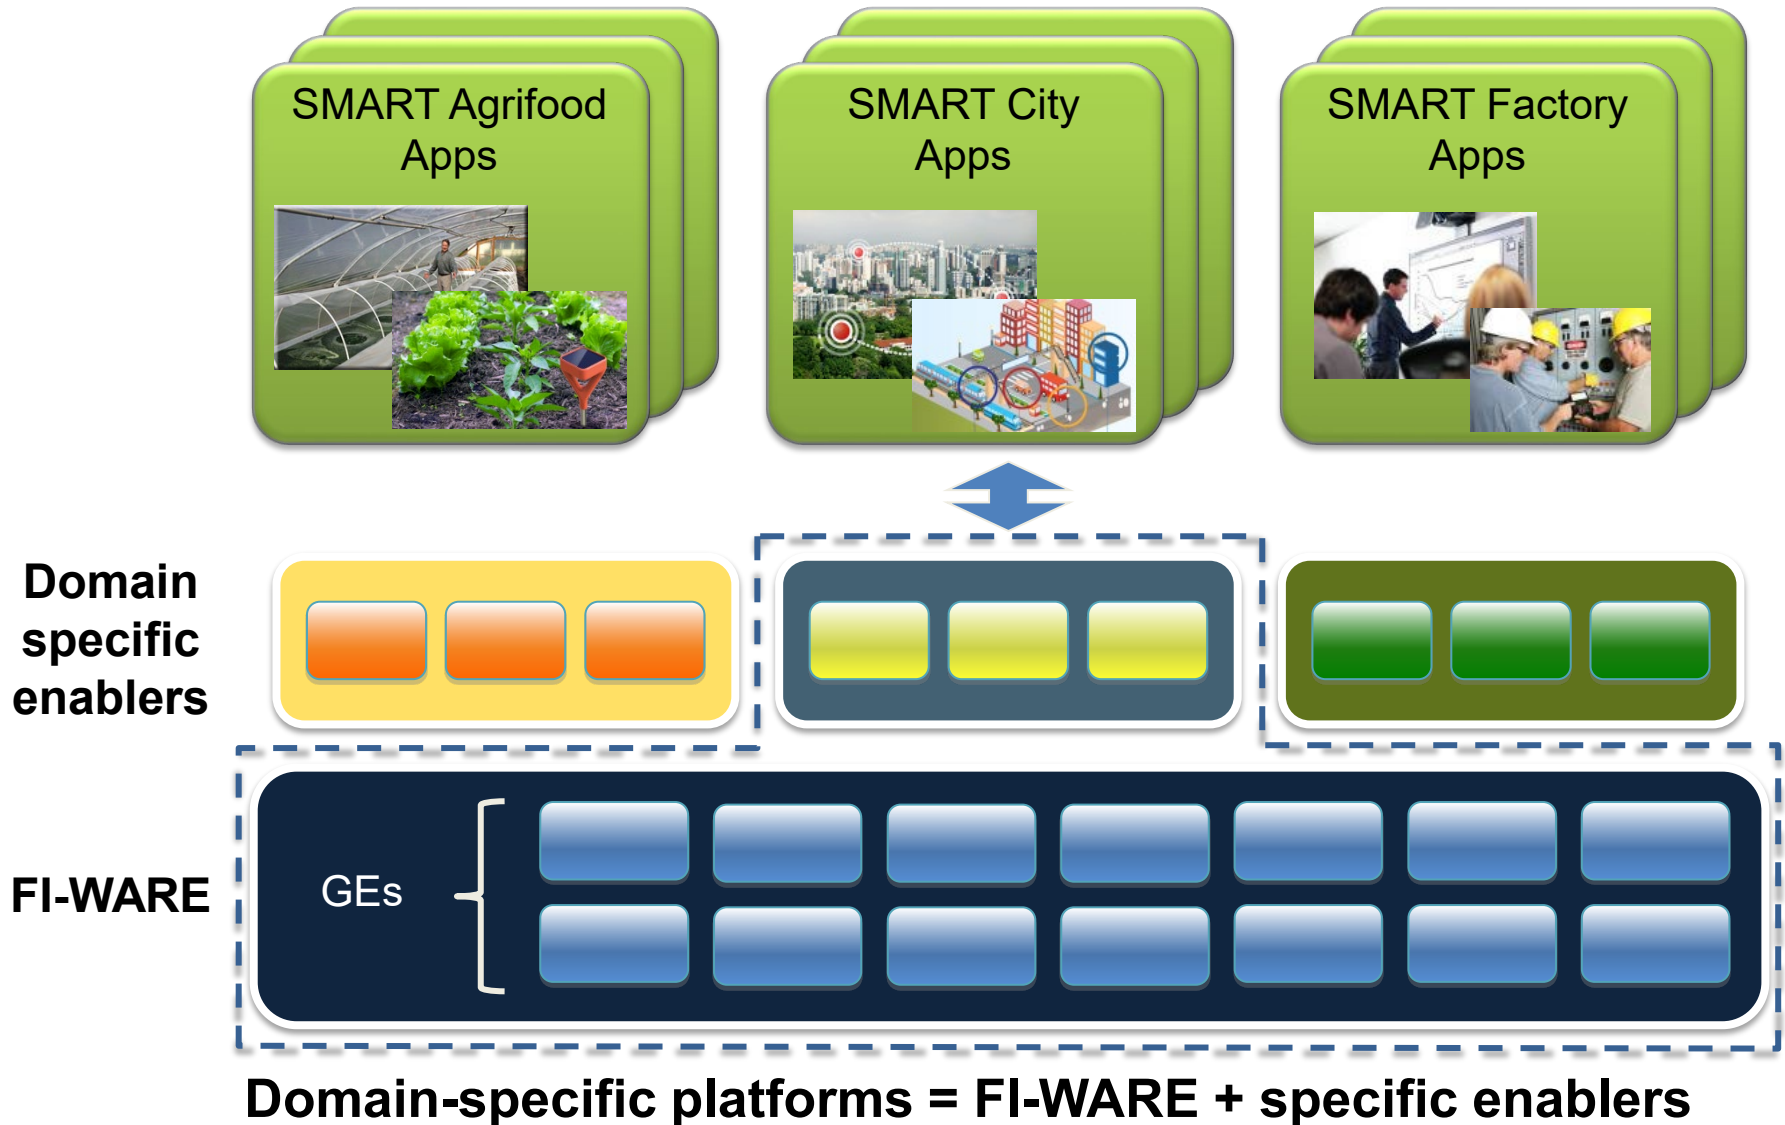 SMART Agrifood
Apps
SMART City
Apps
SMART Factory
Apps
Domain
specific
enablers
FI-WARE
GEs
Domain-specific platforms = FI-WARE + specific enablers